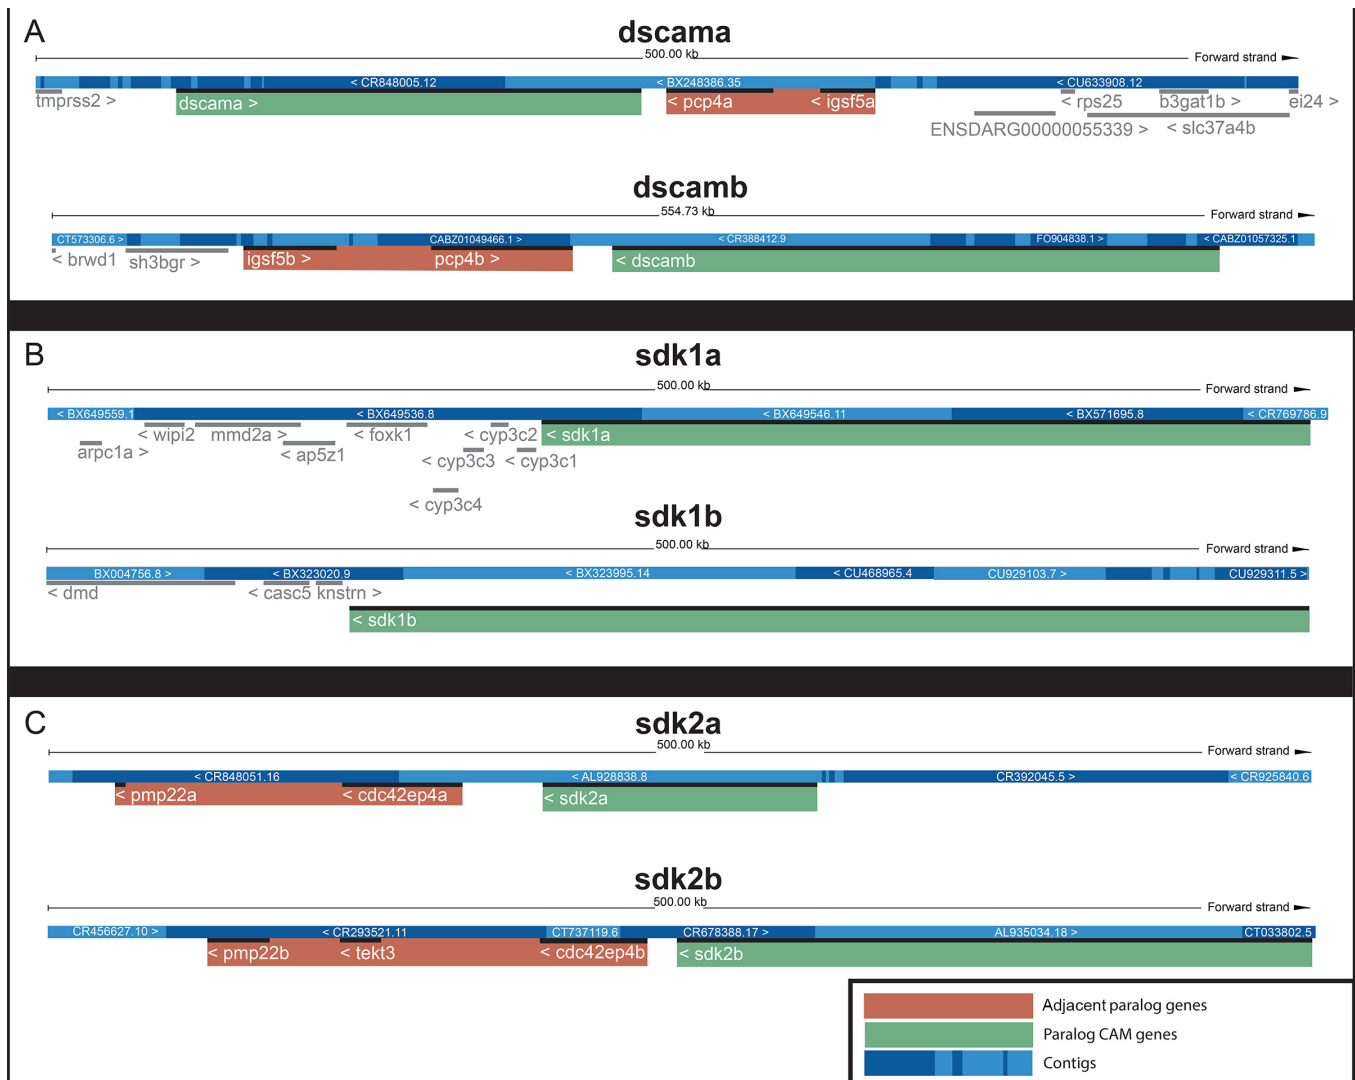 A
dscama
500.00 kb
Forward strand
< CR848005.12 < BX248386.35 < CU633908.12
tmprss2 > dscama > < pcp4a < igsf5a < rps25 b3gat1b > ei24 >
ENSDARG00000055339 > < slc37a4b
dscamb
554.73 kb
Forward strand
CT573306.6 > CABZ01049466.1 > < CR388412.9 FO904838.1 > < CABZ01057325.1
< brwd1 sh3bgr > igsf5b > pcp4b > < dscamb
B
sdk1a
500.00 kb
Forward strand
< BX649559.1 < BX649536.8 < BX649546.11 < BX571695.8 < CR769786.9
< wipi2 mmd2a > < foxk1 < cyp3c2 < sdk1a
arpc1a > < ap5z1 < cyp3c3 < cyp3c1
< cyp3c4
sdk1b
500.00 kb
Forward strand
BX004756.8 > < BX323020.9 < BX323995.14 < CU468965.4 CU929103.7 > CU929311.5 >
< dmd < casc5 knstrn >
< sdk1b
C
sdk2a
500.00 kb
Forward strand
< CR848051.16 < AL928838.8 CR392045.5 > < CR925840.6
< pmp22a < cdc42ep4a < sdk2a
sdk2b
500.00 kb
Forward strand
CR456627.10 > < CR293521.11 CT737119.6 CR678388.17 > AL935034.18 > CT033802.5
< pmp22b < tekt3 < cdc42ep4b < sdk2b
Adjacent paralog genes
Paralog CAM genes
Contigs